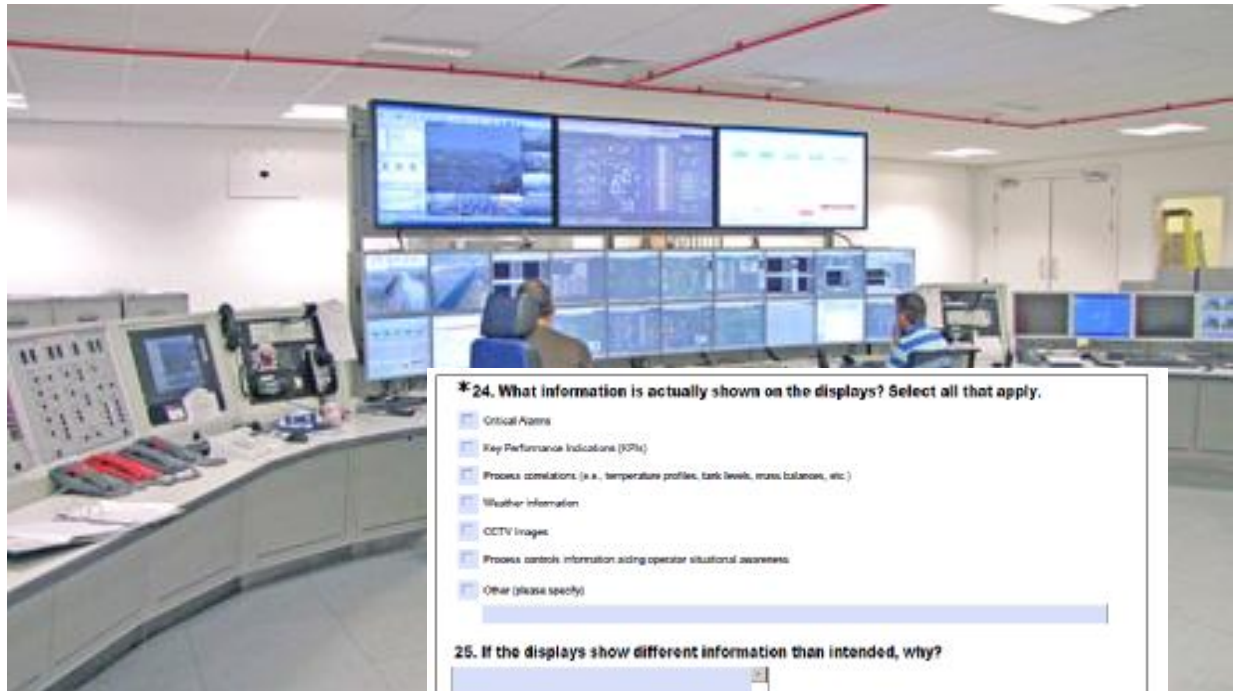 *24. What information is actually shown on the displays? Select all that apply.
Critical Alarms
Key Performance Indications (KPIs)
Process correlations (e.g., temperature profiles, tank levels, mass balances, etc.)
Weather information
CCTV Images
Process controls information aiding operator situational awareness
Other (please specify)
25. If the displays show different information than intended, why?